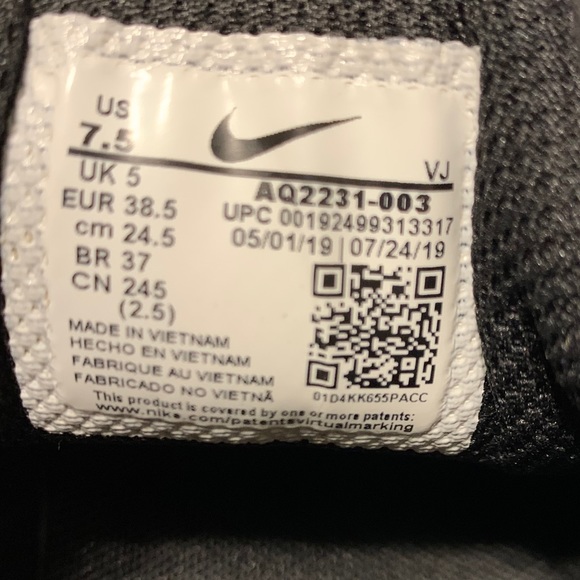 US
7.5
UK 5
EUR 38.5
cm 24.5
BR 37
CN 245
(2.5)
VJ
AQ2231-003
UPC 00192499313317
05/01/19 | 07/24/19
01D4KK655PACC
MADE IN VIETNAM
HECHO EN VIETNAM
FABRIQUE AU VIETNAM
FABRICADO NO VIETNÃ
This product is covered by one or more patents:
www.nike.com/patentsvirtualmarking